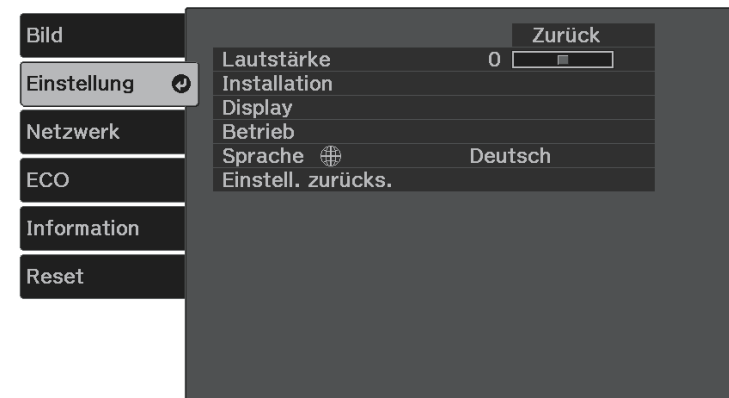 Bild
Einstellung
Netzwerk
ECO
Information
Reset
Zurück
Lautstärke 0
Installation
Display
Betrieb
Sprache Deutsch
Einstell. zurücks.